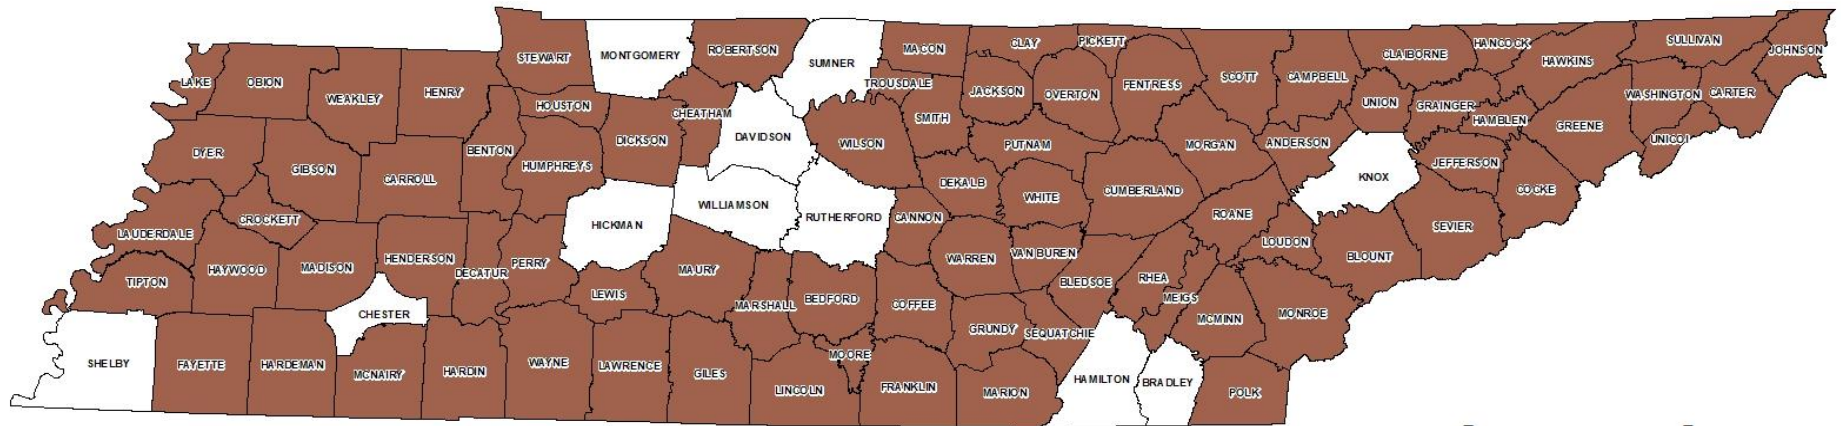 STEWART
MONTGOMERY
ROBERTSON
SUMNER
MACON
CLAY
PICKETT
CLAIBORNE
HANCOCK
SULLIVAN
JOHNSON
LAKE
OBION
WEAKLEY
HENRY
HOUSTON
CHEATHAM
TROUSDALE
JACKSON
OVERTON
FENTRESS
SCOTT
CAMPBELL
UNION
GRAINGER
HAWKINS
HAMBLEN
WASHINGTON
CARTER
DYER
GIBSON
CARROLL
BENTON
HUMPHREYS
DICKSON
DAVIDSON
WILSON
SMITH
PUTNAM
MORGAN
ANDERSON
JEFFERSON
GREENE
UNICOI
LAUDERDALE
CROCKETT
HICKMAN
WILLIAMSON
RUTHERFORD
CANNON
DEKALB
WHITE
CUMBERLAND
ROANE
KNOX
COCKE
TIPTON
HAYWOOD
MADISON
HENDERSON
DECATUR
PERRY
LEWIS
MAURY
MARSHALL
BEDFORD
COFFEE
WARREN
VAN BUREN
BLEDSOE
RHEA
MEIGS
LOUDON
BLOUNT
SEVIER
SHELBY
FAYETTE
HARDEMAN
CHESTER
MCNAIRY
HARDIN
WAYNE
LAWRENCE
GILES
LINCOLN
MOORE
FRANKLIN
GRUNDY
SEQUATCHIE
MARION
HAMILTON
BRADLEY
MCMINN
MONROE
POLK